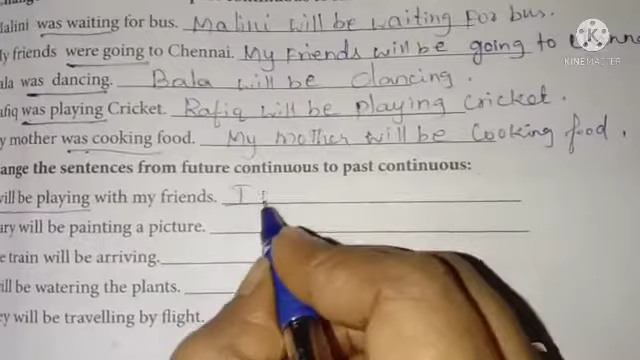 Malini was waiting for bus. Malini will be waiting For bus.
My friends were going to Chennai. My Friends will be going to
Bala was dancing. Bala will be dancing.
Rafiq was playing Cricket. Rafiq will be playing cricket.
My mother was cooking food. My mother will be Cooking food.
ange the sentences from future continuous to past continuous:
will be playing with my friends. I
ary will be painting a picture.
e train will be arriving.
ill be watering the plants.
ey will be travelling by flight.
KINEMASTER